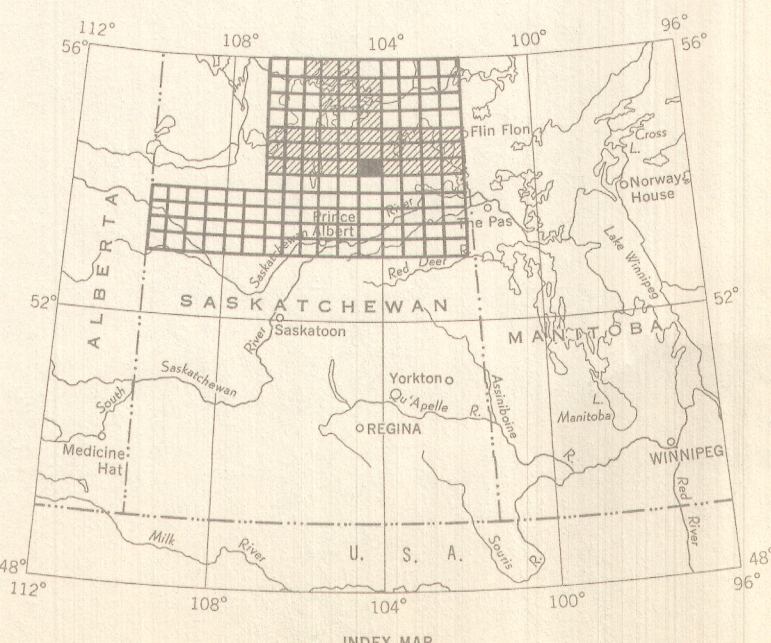 112°
108°
104°
100°
96°
56°
56°
Flin Flon
Cross
L.
Norway
House
Prince
Albert
River
Saskatchewan
The Pas
Red Deer
R.
Lake Winnipeg
ALBERTA
52°
52°
SASKATCHEWAN
MANITOBA
River
Saskatoon
South
Saskatchewan
Yorkton
Qu'Appelle
R.
Assiniboine
R.
L.
Manitoba
REGINA
Medicine
Hat
WINNIPEG
Red
River
Milk
River
U. S. A.
Souris
R.
48°
48°
112°
108°
104°
100°
96°
INDEX MAP